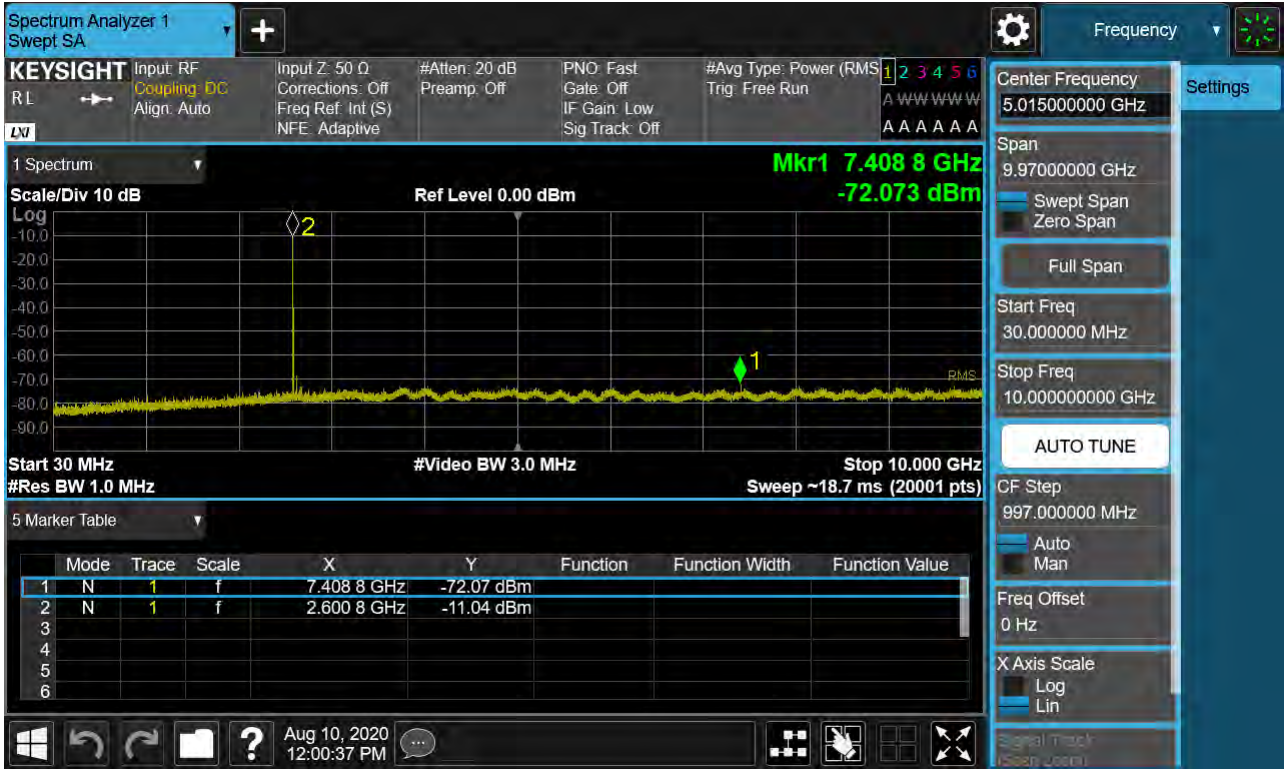 Spectrum Analyzer 1
Swept SA
Frequency
KEYSIGHT
RL
LXI
Input: RF
Coupling: DC
Align: Auto
Input Z: 50 Ω
Corrections: Off
Freq Ref: Int (S)
NFE: Adaptive
#Atten: 20 dB
Preamp: Off
PNO: Fast
Gate: Off
IF Gain: Low
Sig Track: Off
#Avg Type: Power (RMS
Trig: Free Run
1 2 3 4 5 6
A W W W W W
A A A A A A
1 Spectrum
Scale/Div 10 dB
Ref Level 0.00 dBm
Mkr1 7.408 8 GHz
-72.073 dBm
Log
-10.0
-20.0
-30.0
-40.0
-50.0
-60.0
-70.0
-80.0
-90.0
2
1
RMS
Start 30 MHz
#Video BW 3.0 MHz
Stop 10.000 GHz
#Res BW 1.0 MHz
Sweep ~18.7 ms (20001 pts)
5 Marker Table
Mode Trace Scale X Y Function Function Width Function Value
1 N 1 f 7.408 8 GHz -72.07 dBm
2 N 1 f 2.600 8 GHz -11.04 dBm
3
4
5
6
?
Aug 10, 2020
12:00:37 PM
Settings
Center Frequency
5.015000000 GHz
Span
9.97000000 GHz
Swept Span
Zero Span
Full Span
Start Freq
30.000000 MHz
Stop Freq
10.000000000 GHz
AUTO TUNE
CF Step
997.000000 MHz
Auto
Man
Freq Offset
0 Hz
X Axis Scale
Log
Lin
Signal Track
(Span Zoom)